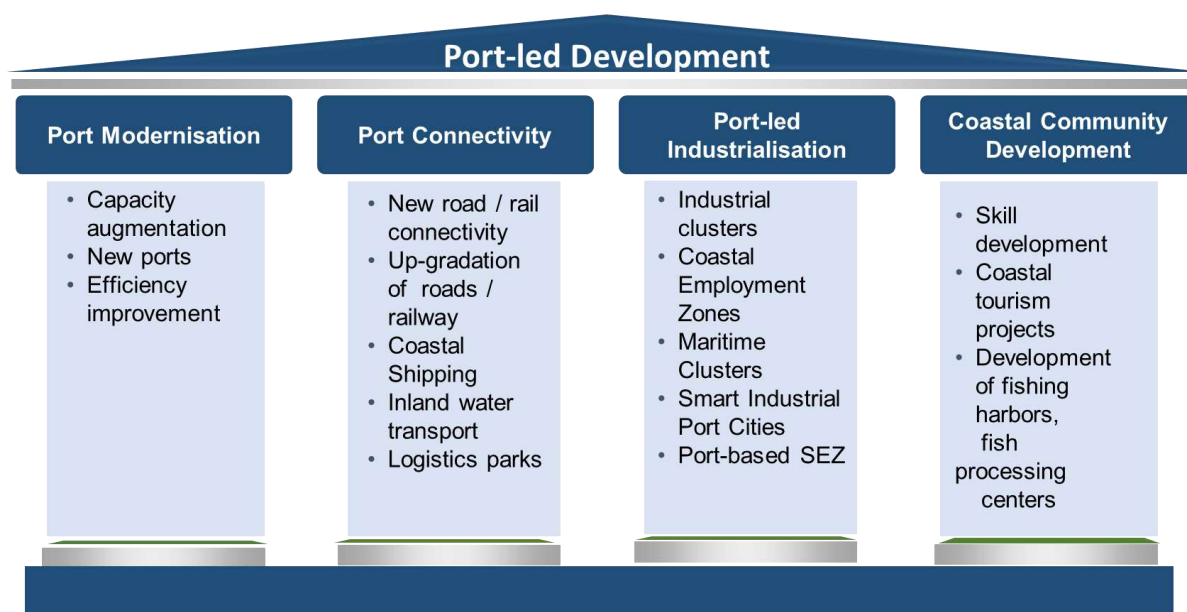 Port-led Development
Port Modernisation
• Capacity
augmentation
• New ports
• Efficiency
improvement
Port Connectivity
• New road / rail
connectivity
• Up-gradation
of roads /
railway
• Coastal
Shipping
• Inland water
transport
• Logistics parks
Port-led
Industrialisation
• Industrial
clusters
• Coastal
Employment
Zones
• Maritime
Clusters
• Smart Industrial
Port Cities
• Port-based SEZ
Coastal Community
Development
• Skill
development
• Coastal
tourism
projects
• Development
of fishing
harbors,
fish
processing
centers